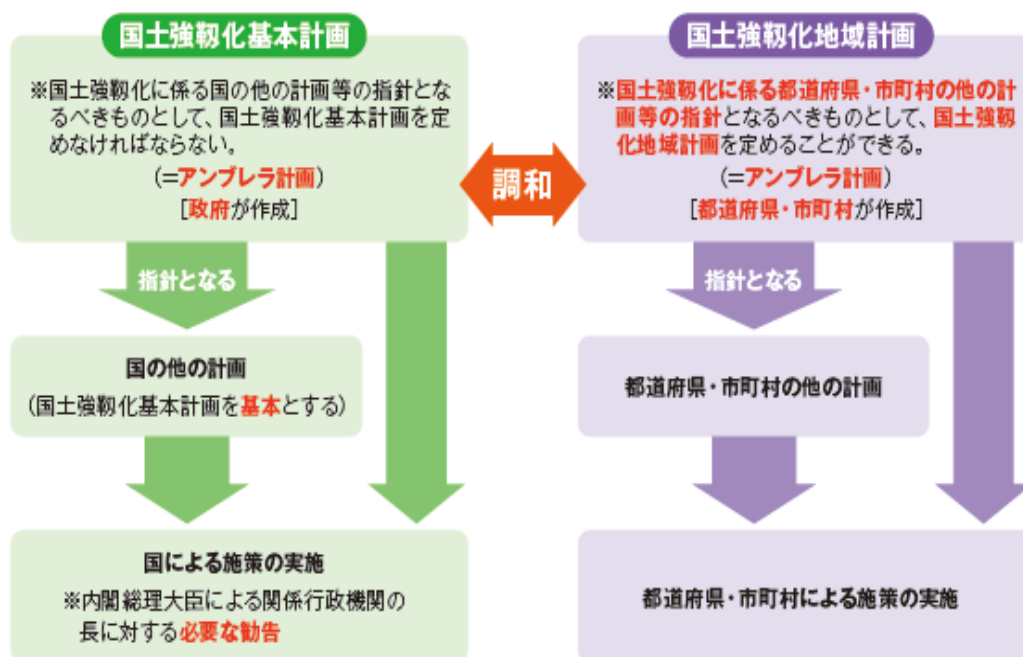 国土強靱化基本計画
※国土強靱化に係る国の他の計画等の指針とな
るべきものとして、国土強靱化基本計画を定
めなければならない。
(=アンブレラ計画)
[政府が作成]
指針となる
国の他の計画
(国土強靱化基本計画を基本とする)
国による施策の実施
※内閣総理大臣による関係行政機関の
長に対する必要な勧告
調和
国土強靱化地域計画
※国土強靱化に係る都道府県・市町村の他の計
画等の指針となるべきものとして、国土強靱
化地域計画を定めることができる。
(=アンブレラ計画)
[都道府県・市町村が作成]
指針となる
都道府県・市町村の他の計画
都道府県・市町村による施策の実施